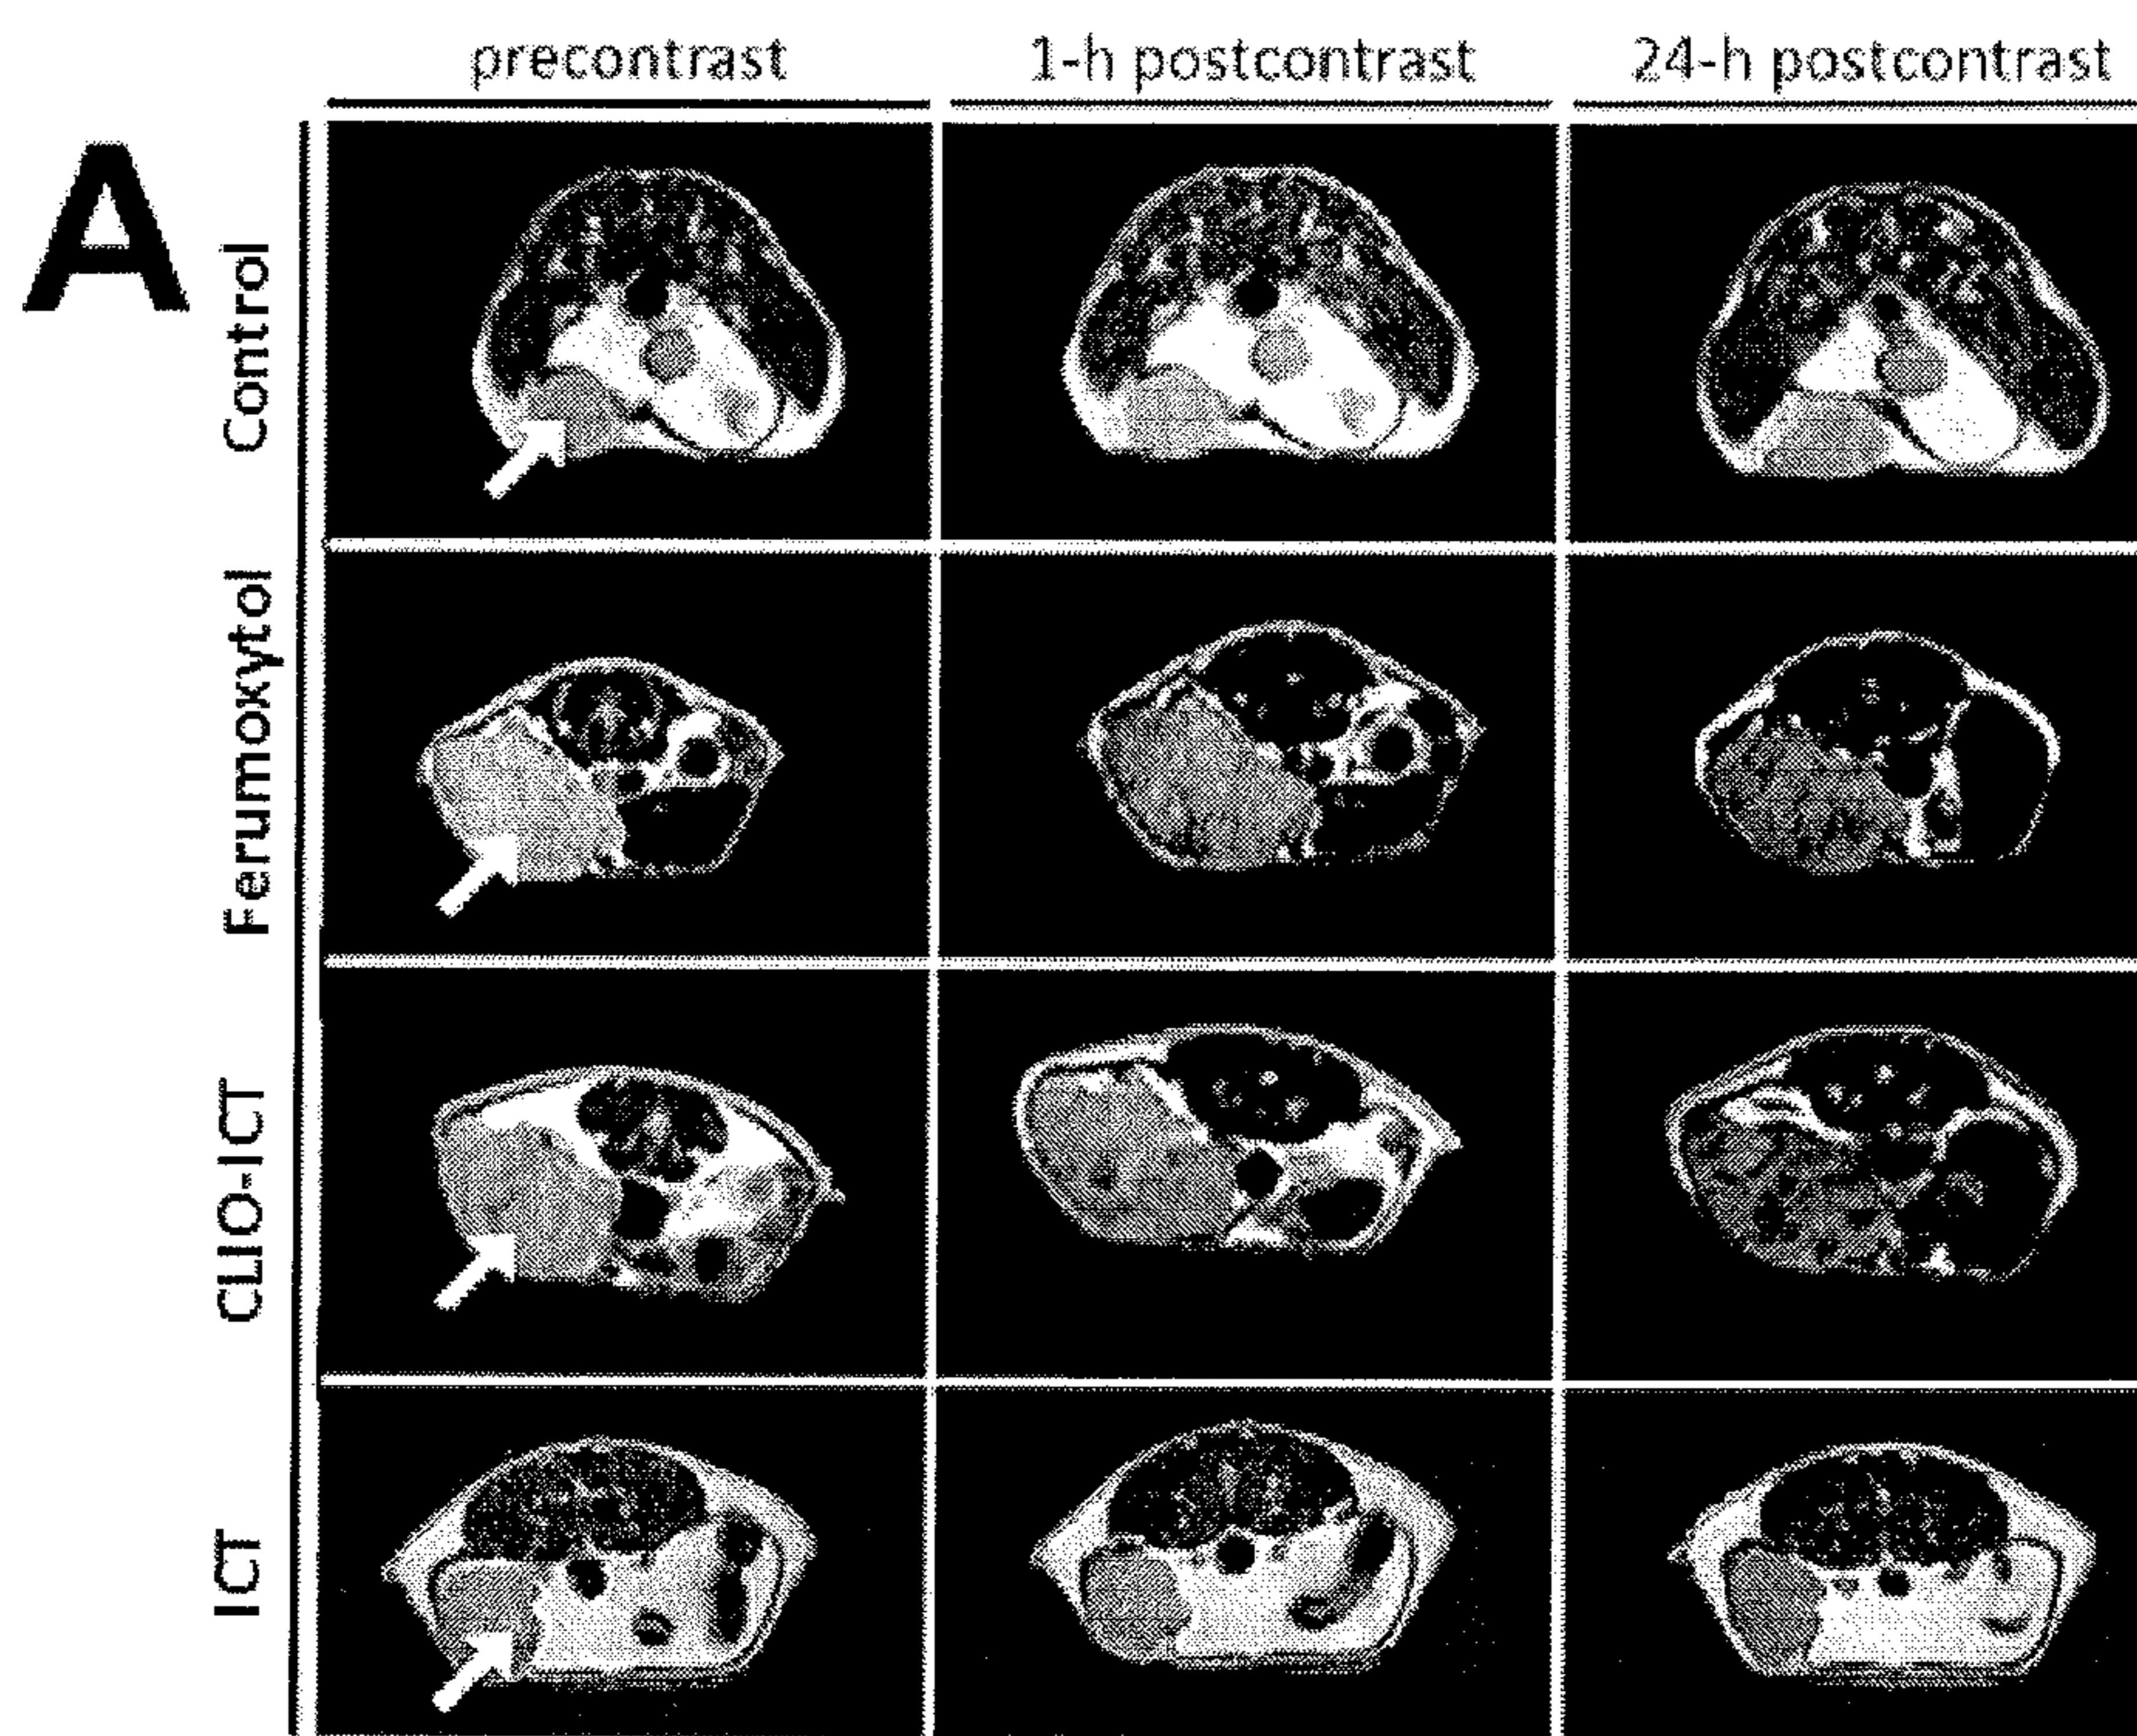 precontrast
1-h postcontrast
24-h postcontrast
A
Control
Ferumoxytol
CLIO-ICT
ICT